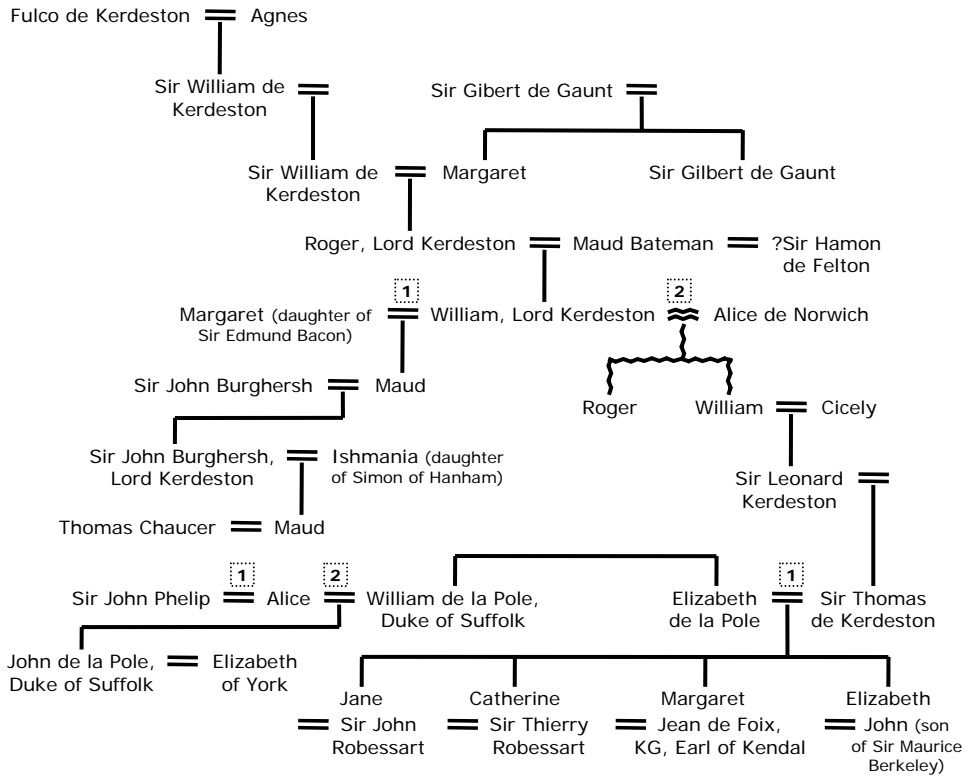 Fulco de Kerdeston
Agnes
Sir William de
Kerdeston
Sir Gibert de Gaunt
Sir William de
Kerdeston
Margaret
Sir Gilbert de Gaunt
Roger, Lord Kerdeston
Maud Bateman
?Sir Hamon
de Felton
1
2
Margaret (daughter of
Sir Edmund Bacon)
William, Lord Kerdeston
Alice de Norwich
Sir John Burghersh
Maud
Roger
William
Cicely
Sir John Burghersh,
Lord Kerdeston
Ishmania (daughter
of Simon of Hanham)
Sir Leonard
Kerdeston
Thomas Chaucer
Maud
1
2
1
Sir John Phelip
Alice
William de la Pole,
Duke of Suffolk
Elizabeth
de la Pole
Sir Thomas
de Kerdeston
John de la Pole,
Duke of Suffolk
Elizabeth
of York
Jane
Sir John
Robessart
Catherine
Sir Thierry
Robessart
Margaret
Jean de Foix,
KG, Earl of Kendal
Elizabeth
John (son
of Sir Maurice
Berkeley)